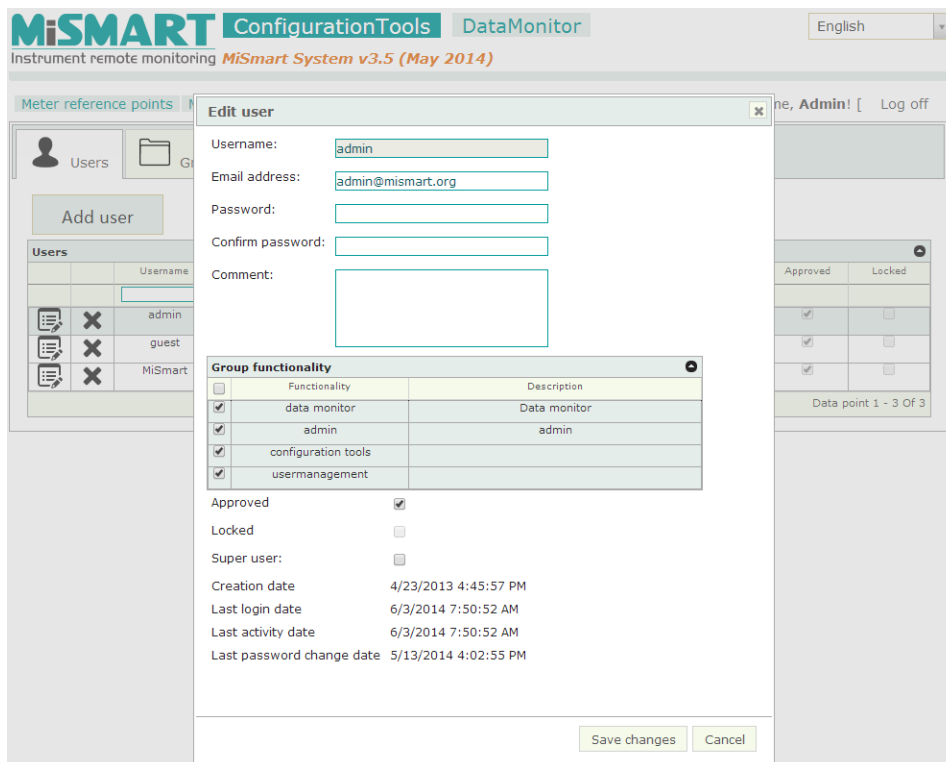 MiSMART ConfigurationTools DataMonitor English
Instrument remote monitoring MiSmart System v3.5 (May 2014)
Meter reference points
Admin! [ Log off
Users
Add user
Users
Username Approved Locked
admin
guest
MiSmart
Data point 1 - 3 Of 3
Edit user
Username: admin
Email address: admin@mismart.org
Password:
Confirm password:
Comment:
Group functionality
Functionality Description
data monitor Data monitor
admin admin
configuration tools
usermanagement
Approved
Locked
Super user:
Creation date 4/23/2013 4:45:57 PM
Last login date 6/3/2014 7:50:52 AM
Last activity date 6/3/2014 7:50:52 AM
Last password change date 5/13/2014 4:02:55 PM
Save changes Cancel